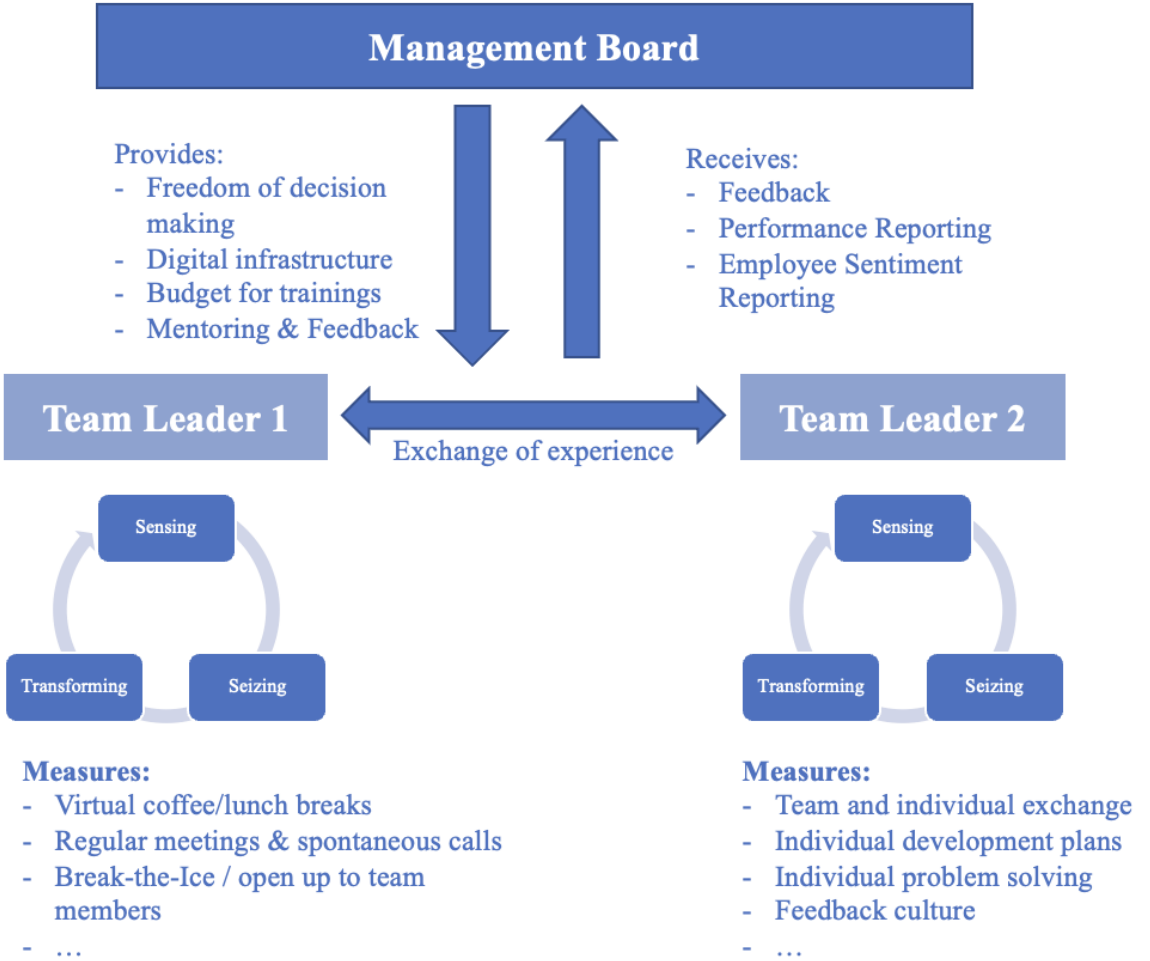 Management Board
Provides:
- Freedom of decision
making
- Digital infrastructure
- Budget for trainings
- Mentoring & Feedback
Receives:
- Feedback
- Performance Reporting
- Employee Sentiment
Reporting
Team Leader 1
Exchange of experience
Team Leader 2
Sensing
Transforming
Seizing
Sensing
Transforming
Seizing
Measures:
- Virtual coffee/lunch breaks
- Regular meetings & spontaneous calls
- Break-the-Ice / open up to team
members
- …
Measures:
- Team and individual exchange
- Individual development plans
- Individual problem solving
- Feedback culture
- …